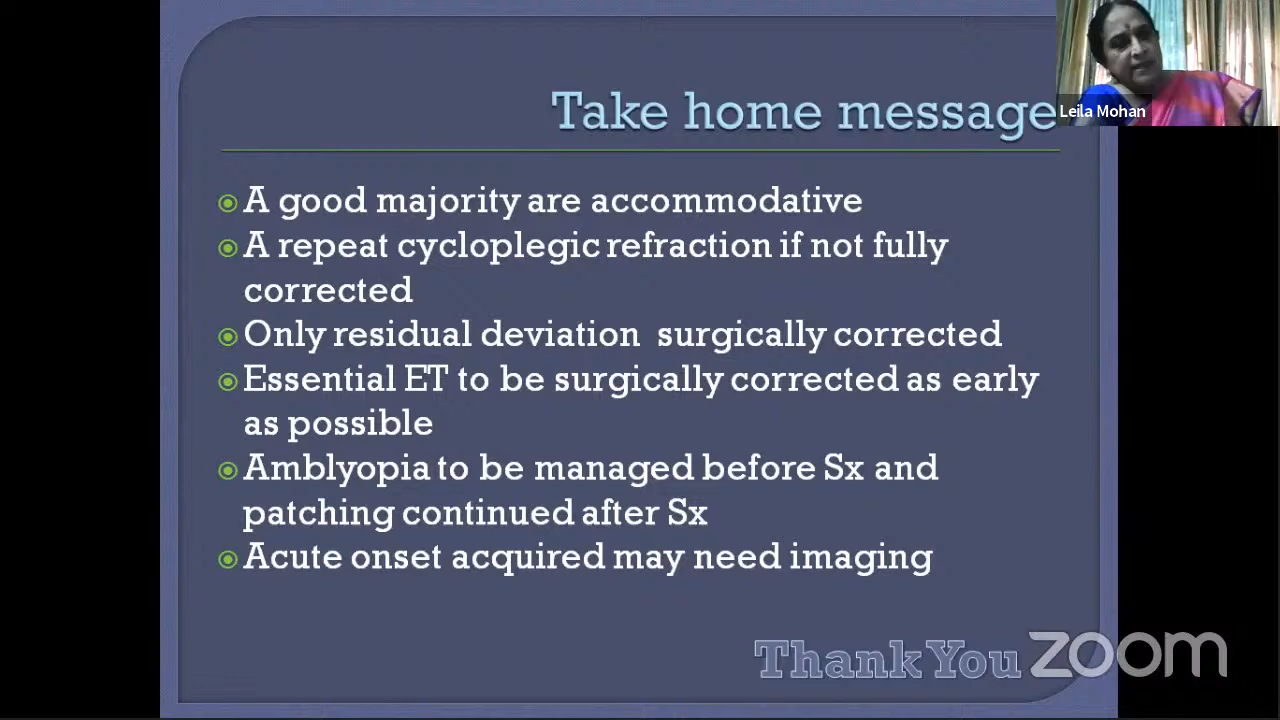 Take home message
Leila Mohan
A good majority are accommodative
A repeat cycloplegic refraction if not fully
corrected
Only residual deviation surgically corrected
Essential ET to be surgically corrected as early
as possible
Amblyopia to be managed before Sx and
patching continued after Sx
Acute onset acquired may need imaging
Thank You
zoom